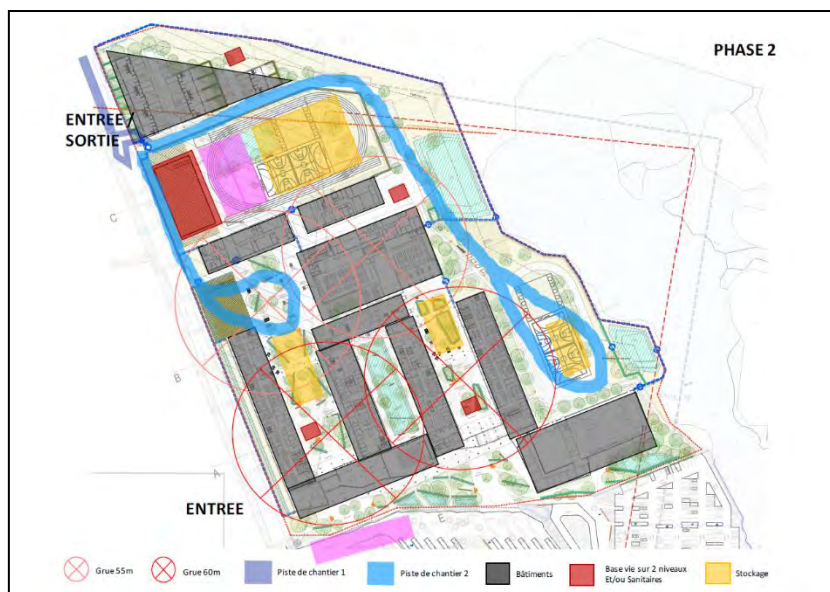 PHASE 2
ENTREE /
SORTIE
C
B
A
ENTREE
E
Grue 55m
Grue 60m
Piste de chantier 1
Piste de chantier 2
Bâtiments
Base vie sur 2 niveaux
Et/ou Sanitaires
Stockage